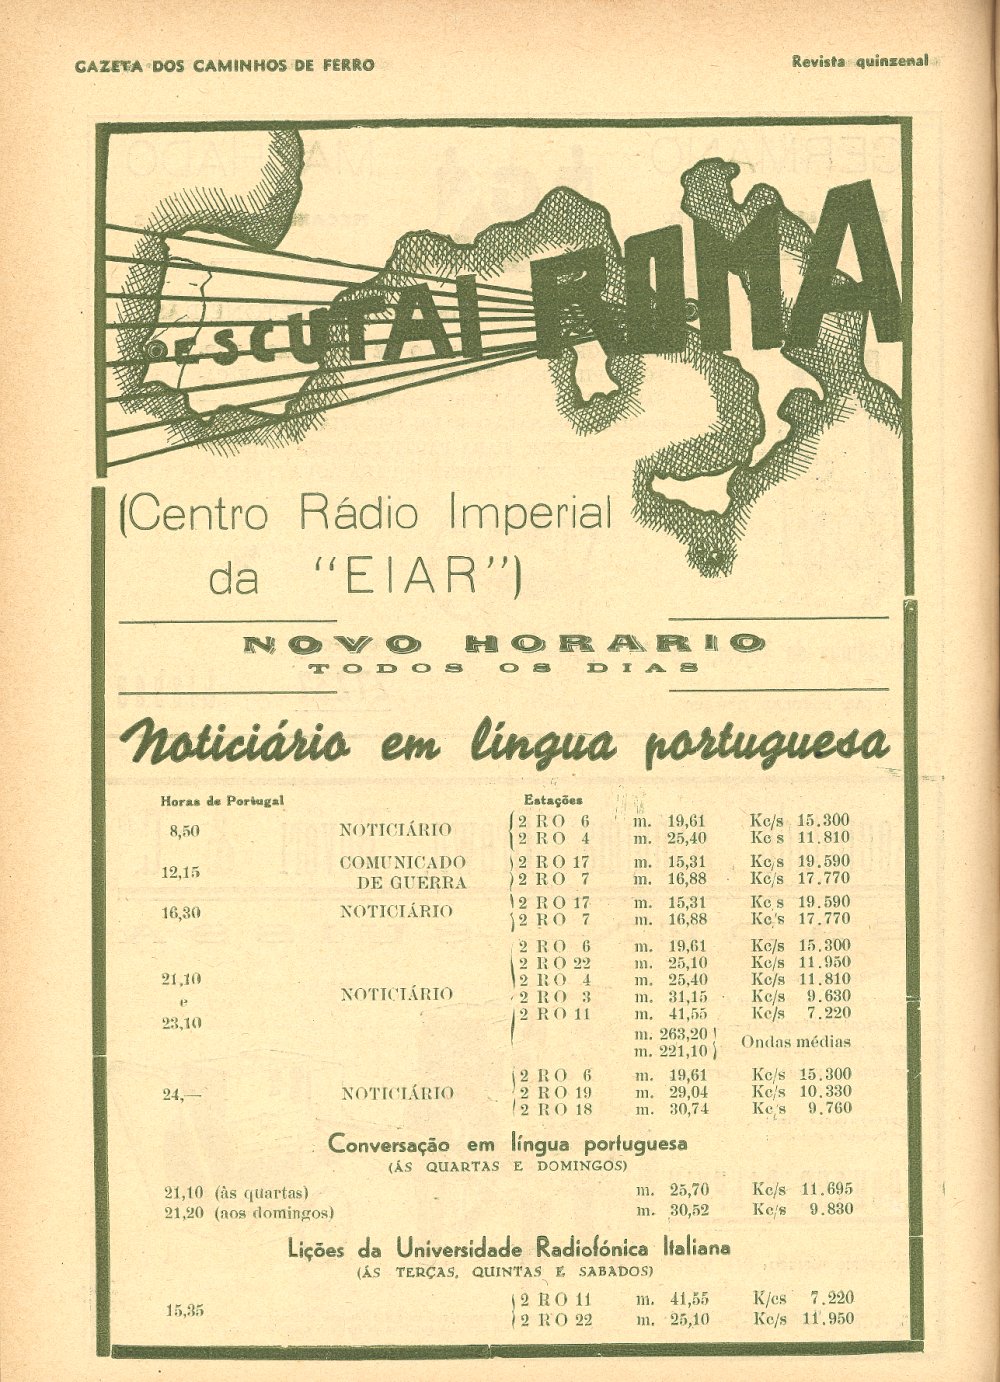 GAZETA DOS CAMINHOS DE FERRO Revista quinzenal
ESCUTAI ROMA
(Centro Rádio Imperial
da "EIAR")
NOVO HORARIO
TODOS OS DIAS
Noticiário em língua portuguesa
Horas de Portugal Estações
8,50 NOTICIÁRIO 2 RO 6 m. 19,61 Kc/s 15.300
2 RO 4 m. 25,40 Kc s 11.810
12,15 COMUNICADO DE GUERRA 2 RO 17 m. 15,31 Kc/s 19.590
2 RO 7 m. 16,88 Kc/s 17.770
16,30 NOTICIÁRIO 2 RO 17 m. 15,31 Kc s 19.590
2 RO 7 m. 16,88 Kc/s 17.770
21,10 e 23,10 NOTICIÁRIO 2 RO 6 m. 19,61 Kc/s 15.300
2 RO 22 m. 25,10 Kc/s 11.950
2 RO 4 m. 25,40 Kc/s 11.810
2 RO 3 m. 31,15 Kc/s 9.630
2 RO 11 m. 41,55 Kc/s 7.220
m. 263,20
m. 221,10 Ondas médias
24,— NOTICIÁRIO 2 RO 6 m. 19,61 Kc/s 15.300
2 RO 19 m. 29,04 Kc/s 10.330
2 RO 18 m. 30,74 Kc/s 9.760
Conversação em língua portuguesa
(ÁS QUARTAS E DOMINGOS)
21,10 (às quartas) m. 25,70 Kc/s 11.695
21,20 (aos domingos) m. 30,52 Kc/s 9.830
Lições da Universidade Radiofónica Italiana
(ÁS TERÇAS, QUINTAS E SABADOS)
15,35 2 RO 11 m. 41,55 K/cs 7.220
2 RO 22 m. 25,10 Kc/s 11.950